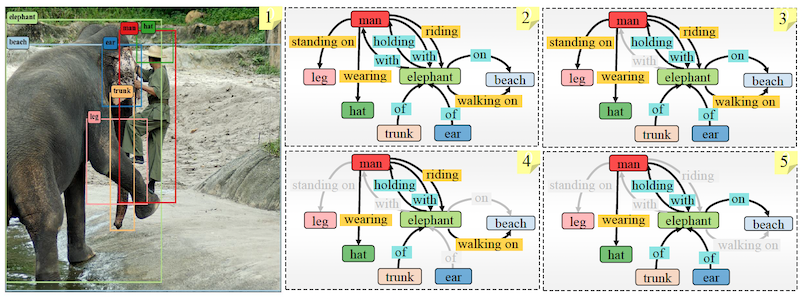 1
elephant
man
hat
beach
ear
trunk
leg
2
man
riding
standing on
holding
with
with
on
leg
wearing
elephant
beach
walking on
hat
of
of
trunk
ear
3
man
riding
standing on
holding
with
with
on
leg
wearing
elephant
beach
walking on
hat
of
of
trunk
ear
4
man
riding
standing on
holding
with
with
on
leg
wearing
elephant
beach
walking on
hat
of
of
trunk
ear
5
man
riding
standing on
holding
with
with
on
leg
wearing
elephant
beach
walking on
hat
of
of
trunk
ear